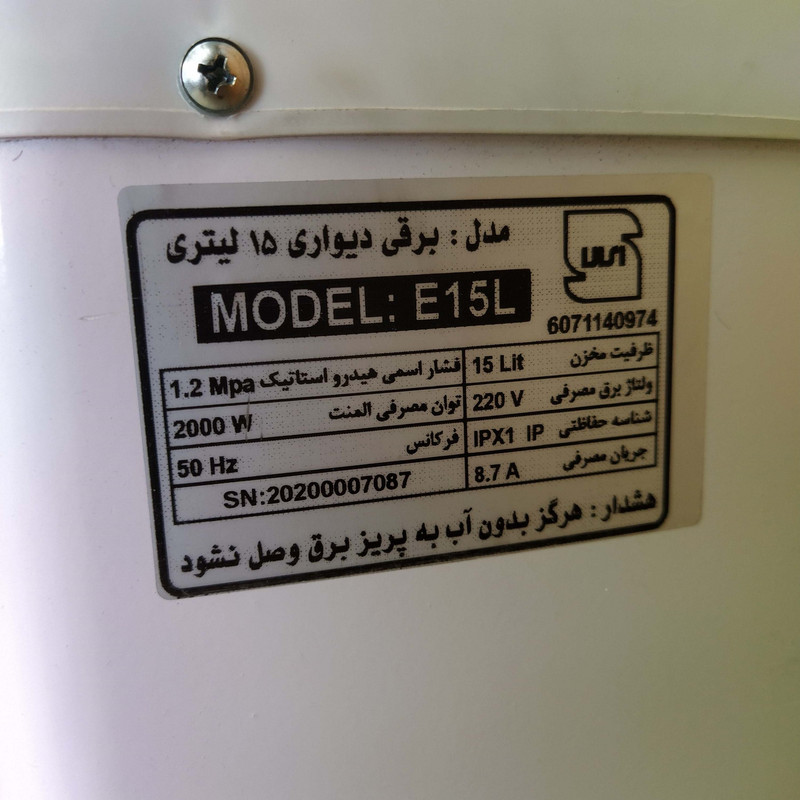 مدل : برقی دیواری ۱۵ لیتری
MODEL: E15L
6071140974
ظرفیت مخزن 15 Lit
فشار اسمی هیدرو استاتیک 1.2 Mpa
ولتاژ برق مصرفی 220 V
توان مصرفی المنت 2000 W
شناسه حفاظتی IPX1 IP
فرکانس 50 Hz
جریان مصرفی 8.7 A
SN:20200007087
هشدار : هرگز بدون آب به پریز برق وصل نشود